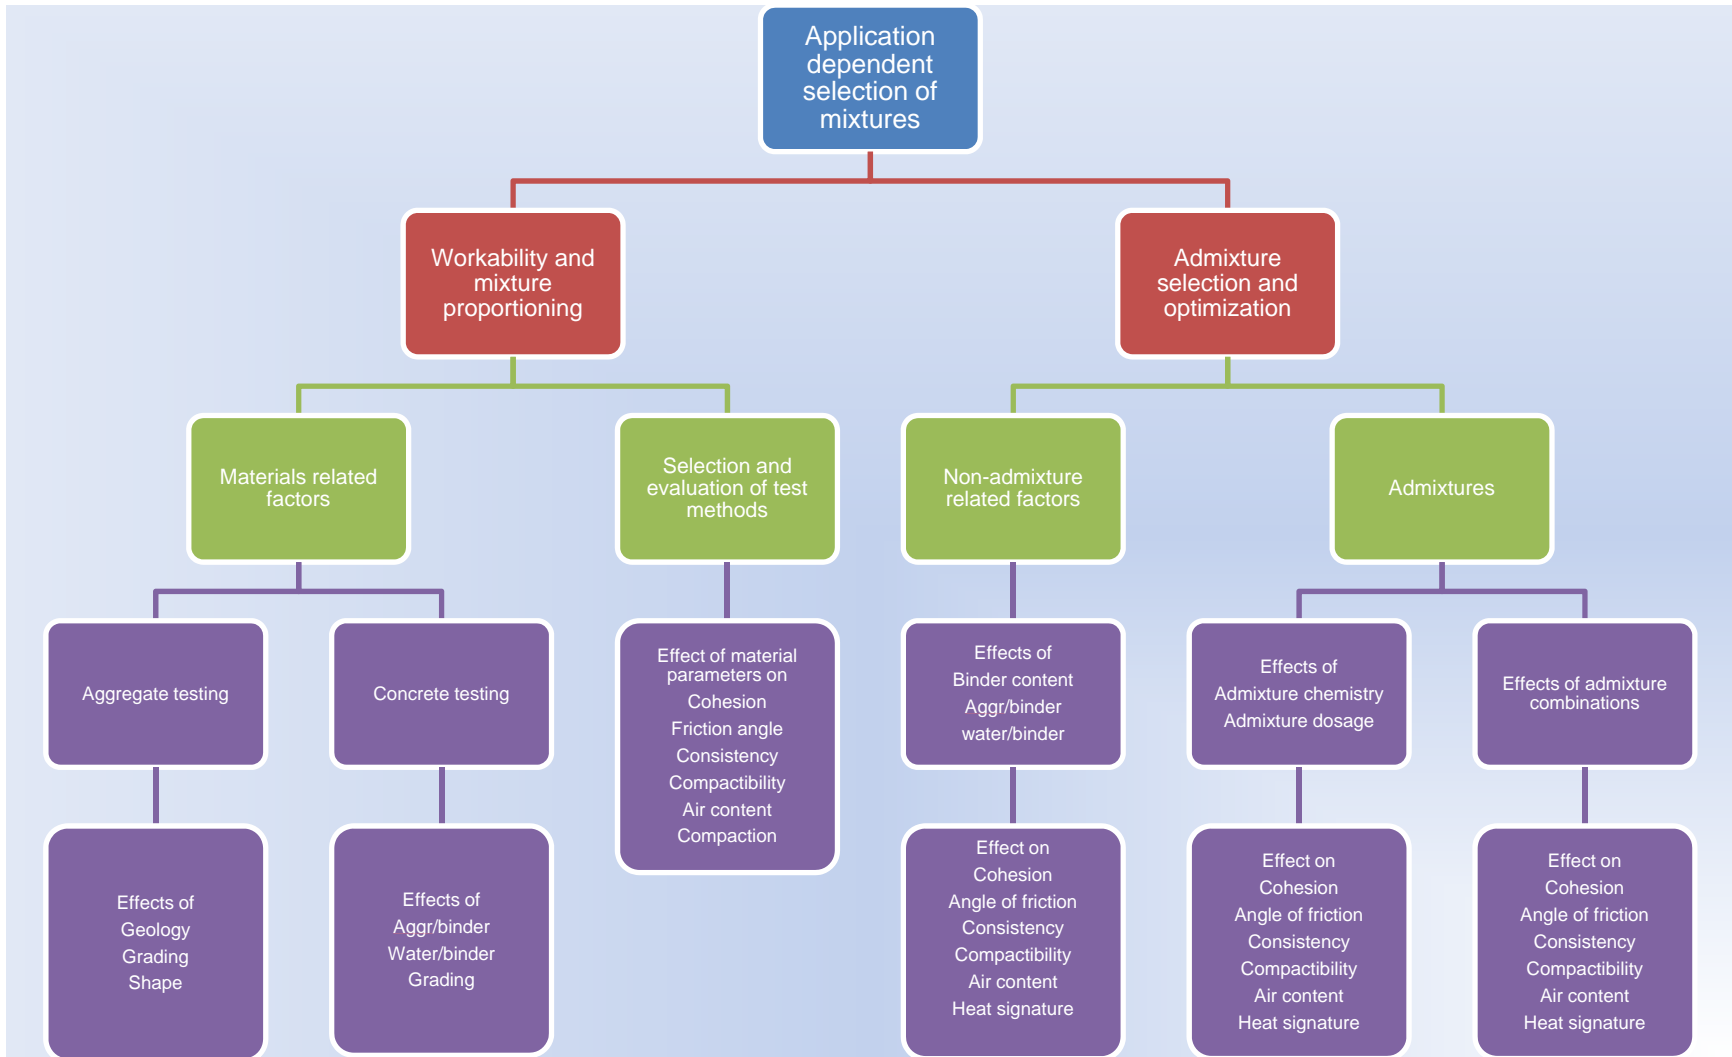 Application
dependent
selection of
mixtures
Workability and
mixture
proportioning
Admixture
selection and
optimization
Materials related
factors
Selection and
evaluation of test
methods
Non-admixture
related factors
Admixtures
Aggregate testing
Concrete testing
Effect of material
parameters on
Cohesion
Friction angle
Consistency
Compactibility
Air content
Compaction
Effects of
Binder content
Aggr/binder
water/binder
Effects of
Admixture chemistry
Admixture dosage
Effects of admixture
combinations
Effects of
Geology
Grading
Shape
Effects of
Aggr/binder
Water/binder
Grading
Effect on
Cohesion
Angle of friction
Consistency
Compactibility
Air content
Heat signature
Effect on
Cohesion
Angle of friction
Consistency
Compactibility
Air content
Heat signature
Effect on
Cohesion
Angle of friction
Consistency
Compactibility
Air content
Heat signature